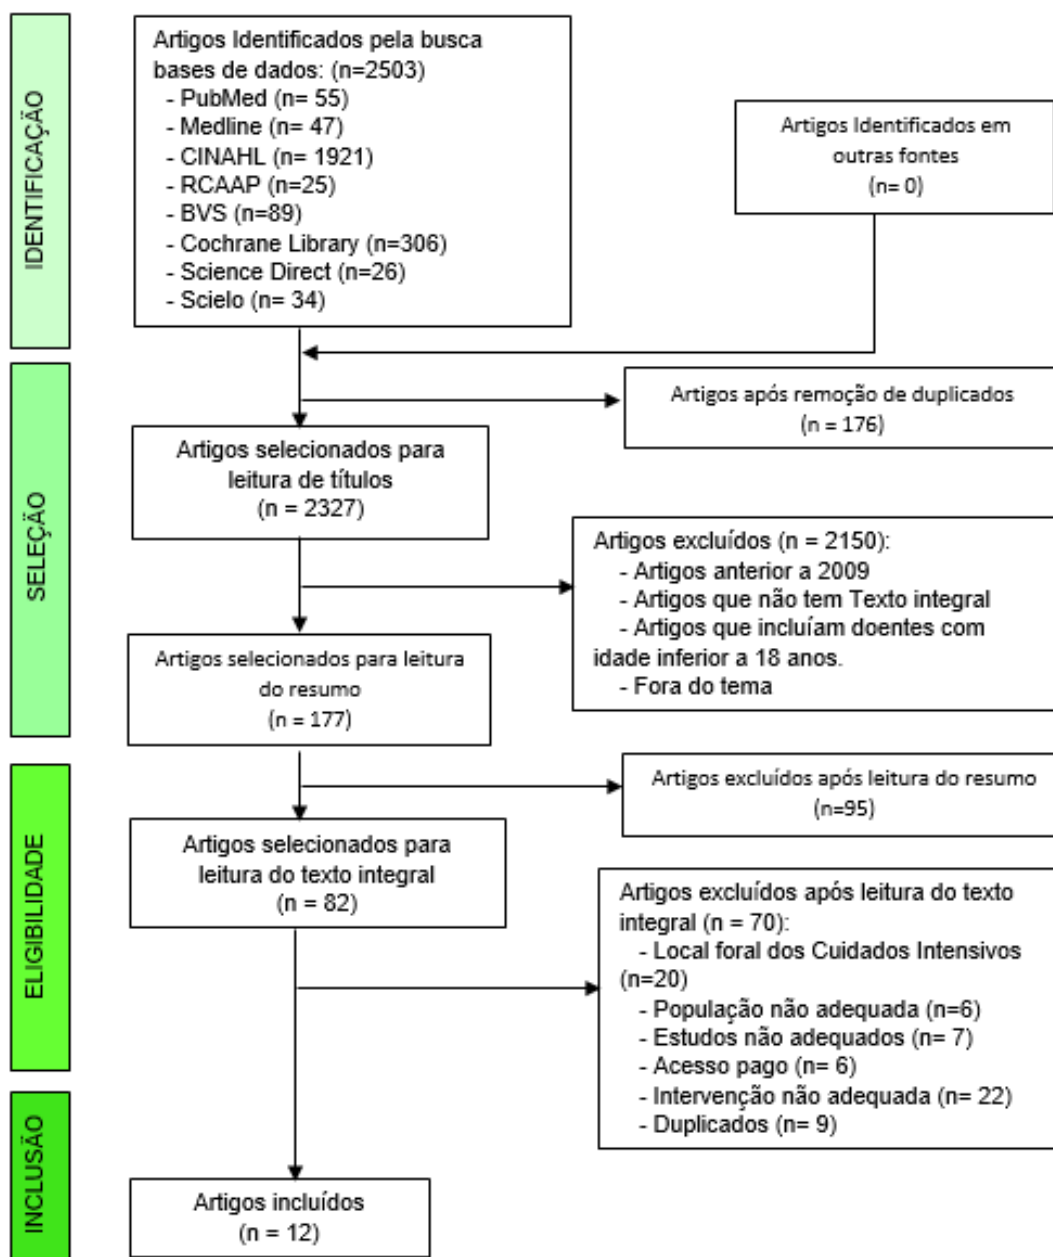 IDENTIFICAÇÃO
Artigos Identificados pela busca
bases de dados: (n=2503)
- PubMed (n= 55)
- Medline (n= 47)
- CINAHL (n= 1921)
- RCAAP (n=25)
- BVS (n=89)
- Cochrane Library (n=306)
- Science Direct (n=26)
- Scielo (n= 34)
Artigos Identificados em
outras fontes
(n= 0)
SELEÇÃO
Artigos após remoção de duplicados
(n = 176)
Artigos selecionados para
leitura de títulos
(n = 2327)
Artigos excluídos (n = 2150):
- Artigos anterior a 2009
- Artigos que não tem Texto integral
- Artigos que incluíam doentes com
idade inferior a 18 anos.
- Fora do tema
Artigos selecionados para leitura
do resumo
(n = 177)
ELIGIBILIDADE
Artigos excluídos após leitura do resumo
(n=95)
Artigos selecionados para
leitura do texto integral
(n = 82)
Artigos excluídos após leitura do texto
integral (n = 70):
- Local foral dos Cuidados Intensivos
(n=20)
- População não adequada (n=6)
- Estudos não adequados (n= 7)
- Acesso pago (n= 6)
- Intervenção não adequada (n= 22)
- Duplicados (n= 9)
INCLUSÃO
Artigos incluídos
(n = 12)